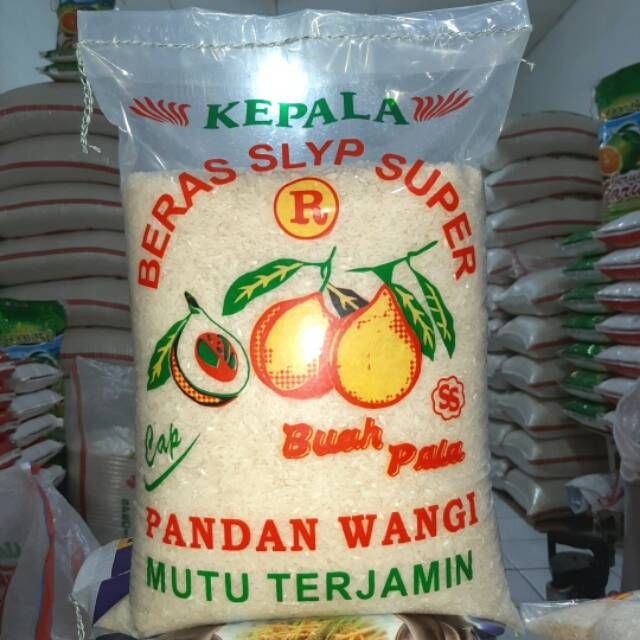 KEPALA
BERAS SLYP SUPER
R
SS
Cap
Buah Pala
PANDAN WANGI
MUTU TERJAMIN